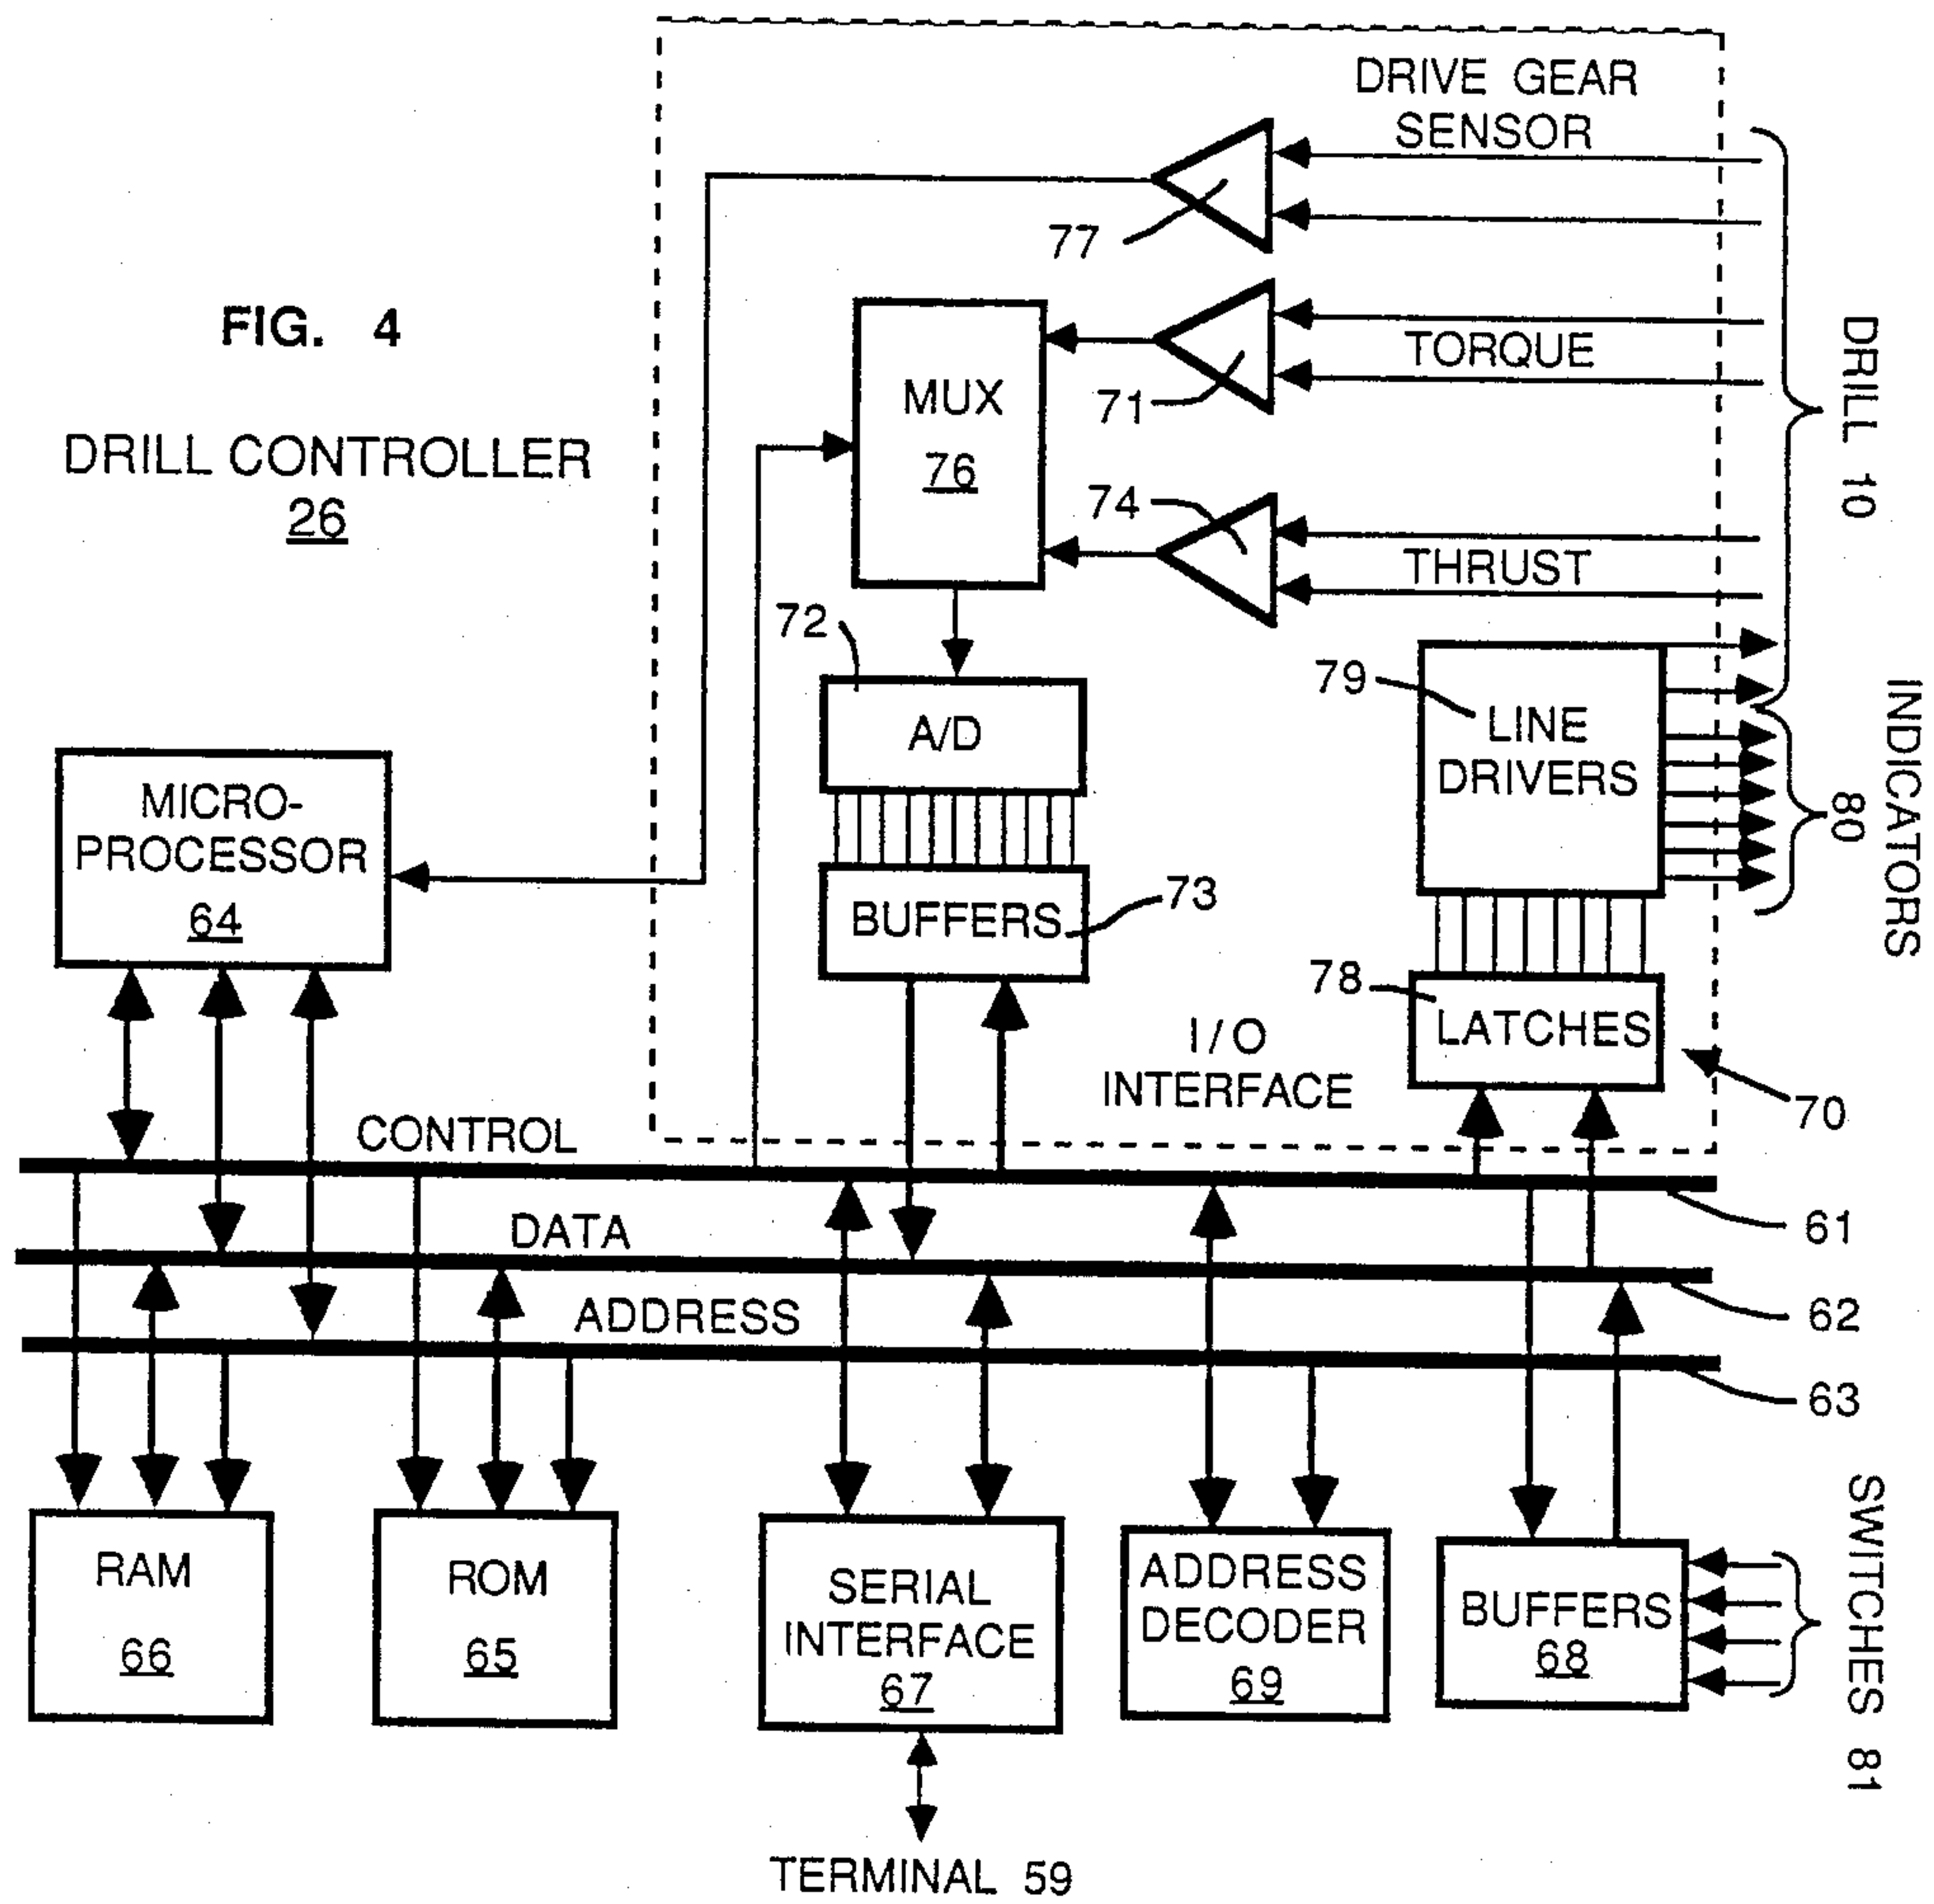 DRIVE GEAR
SENSOR
77
FIG. 4
DRILL CONTROLLER
26
MUX
76
TORQUE
71
74
THRUST
DRILL 10
72
A/D
79
LINE
DRIVERS
INDICATORS
80
MICRO-
PROCESSOR
64
BUFFERS
73
78
LATCHES
I/O
INTERFACE
70
CONTROL
61
DATA
62
ADDRESS
63
RAM
66
ROM
65
SERIAL
INTERFACE
67
ADDRESS
DECODER
69
BUFFERS
68
SWITCHES 81
TERMINAL 59